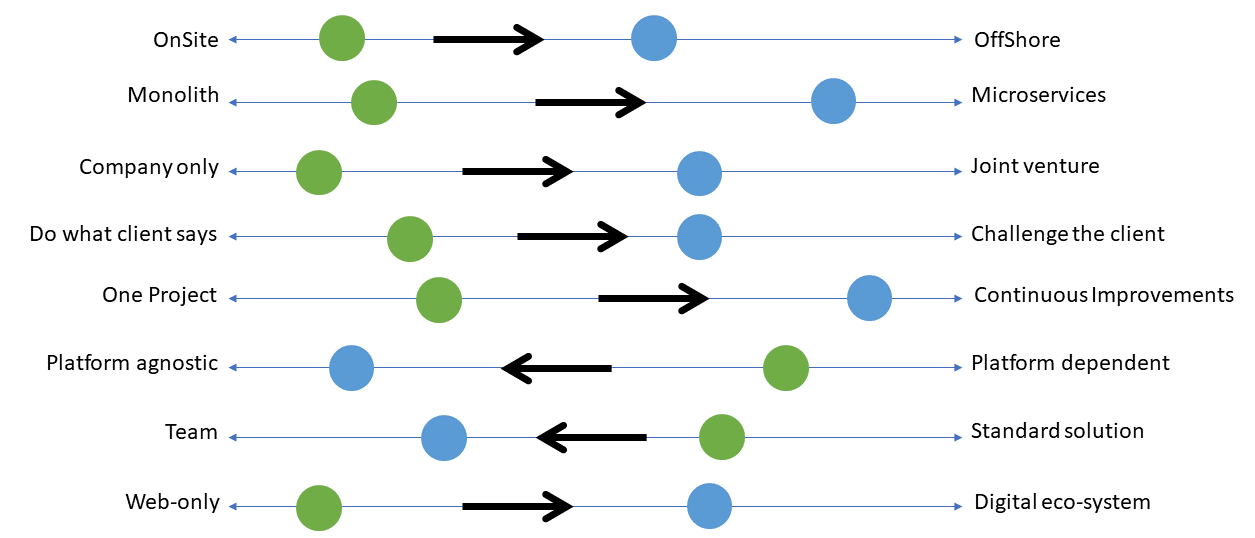 OnSite OffShore
Monolith Microservices
Company only Joint venture
Do what client says Challenge the client
One Project Continuous Improvements
Platform agnostic Platform dependent
Team Standard solution
Web-only Digital eco-system